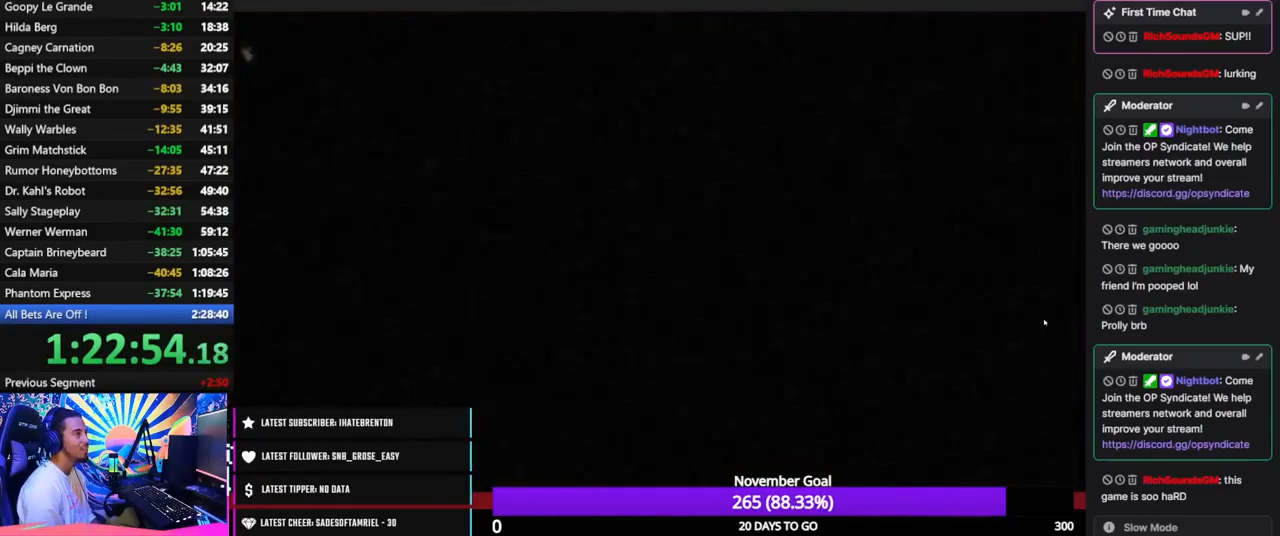 Goopy Le Grande −3:01 14:22
Hilda Berg −3:10 18:38
Cagney Carnation −8:26 20:25
Beppi the Clown −4:43 32:07
Baroness Von Bon Bon −8:03 34:16
Djimmi the Great −9:55 39:15
Wally Warbles −12:35 41:51
Grim Matchstick −14:05 45:11
Rumor Honeybottoms −27:35 47:22
Dr. Kahl's Robot −32:56 49:40
Sally Stageplay −32:31 54:38
Werner Werman −41:30 59:12
Captain Brineybeard −38:25 1:05:45
Cala Maria −40:45 1:08:26
Phantom Express −37:54 1:19:45
All Bets Are Off ! 2:28:40
1:22:54.18
Previous Segment +2:50
LATEST SUBSCRIBER: IHATEBRENTON
LATEST FOLLOWER: SNB_GROSE_EASY
LATEST TIPPER: NO DATA
LATEST CHEER: SADESOFTAMRIEL - 30
November Goal
265 (88.33%)
0 20 DAYS TO GO 300
First Time Chat
RichSoundsGM: SUP!!
RichSoundsGM: lurking
Moderator
Nightbot: Come
Join the OP Syndicate! We help
streamers network and overall
improve your stream!
https://discord.gg/opsyndicate
gamingheadjunkie:
There we goooo
gamingheadjunkie: My
friend I'm pooped lol
gamingheadjunkie:
Prolly brb
Moderator
Nightbot: Come
Join the OP Syndicate! We help
streamers network and overall
improve your stream!
https://discord.gg/opsyndicate
RichSoundsGM: this
game is soo haRD
Slow Mode